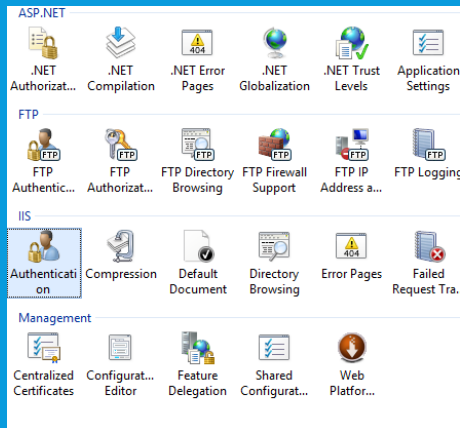 ASP.NET
404
.NET Authorizat...
.NET Compilation
.NET Error Pages
.NET Globalization
.NET Trust Levels
Application Settings
FTP
FTP FTP FTP FTP FTP FTP
FTP Authentic...
FTP Authorizat...
FTP Directory Browsing
FTP Firewall Support
FTP IP Address a...
FTP Logging
IIS
404
Authenticati on
Compression
Default Document
Directory Browsing
Error Pages
Failed Request Tra...
Management
Centralized Certificates
Configurat... Editor
Feature Delegation
Shared Configurat...
Web Platfor...